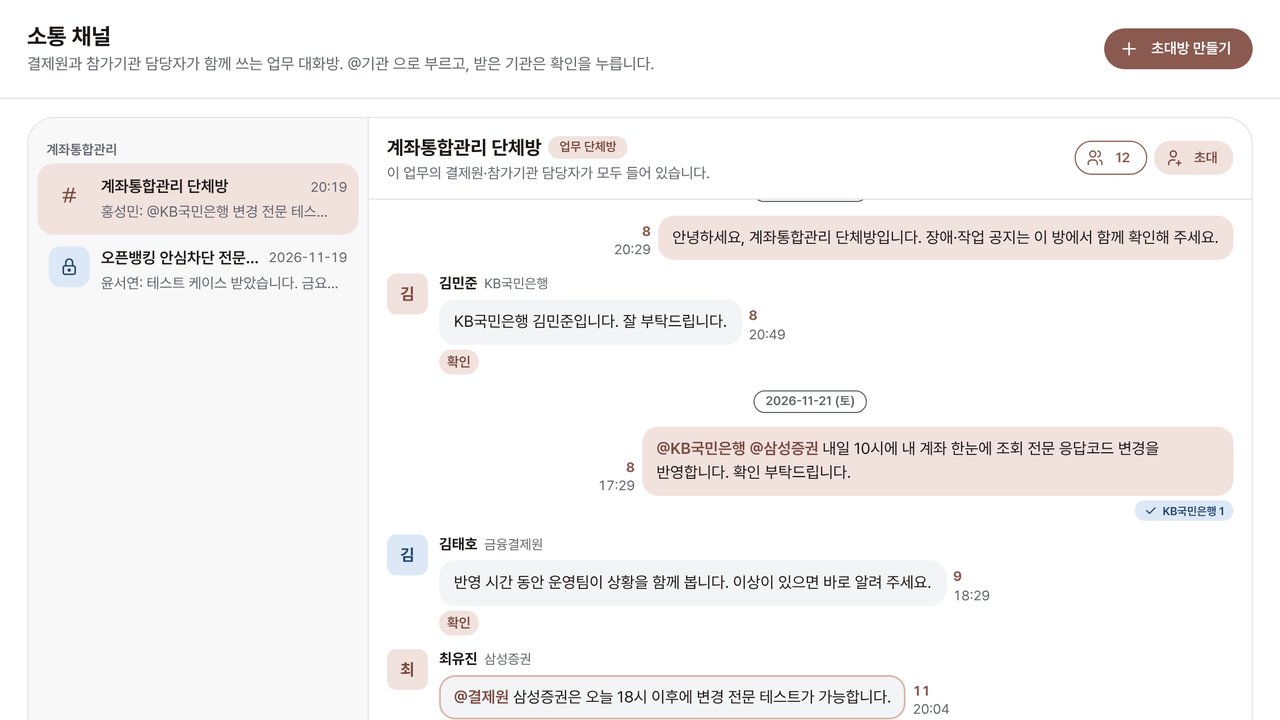 소통 채널
결제원과 참가기관 담당자가 함께 쓰는 업무 대화방. @기관 으로 부르고, 받은 기관은 확인을 누릅니다.
초대방 만들기
계좌통합관리
계좌통합관리 단체방 20:19
홍성민: @KB국민은행 변경 전문 테스...
오픈뱅킹 안심차단 전문... 2026-11-19
윤서연: 테스트 케이스 받았습니다. 금요...
계좌통합관리 단체방 업무 단체방
이 업무의 결제원·참가기관 담당자가 모두 들어 있습니다.
12
초대
8
20:29
안녕하세요, 계좌통합관리 단체방입니다. 장애·작업 공지는 이 방에서 함께 확인해 주세요.
김
김민준 KB국민은행
KB국민은행 김민준입니다. 잘 부탁드립니다.
8
20:49
확인
2026-11-21 (토)
@KB국민은행 @삼성증권 내일 10시에 내 계좌 한눈에 조회 전문 응답코드 변경을
반영합니다. 확인 부탁드립니다.
8
17:29
KB국민은행 1
김
김태호 금융결제원
반영 시간 동안 운영팀이 상황을 함께 봅니다. 이상이 있으면 바로 알려 주세요.
9
18:29
확인
최
최유진 삼성증권
@결제원 삼성증권은 오늘 18시 이후에 변경 전문 테스트가 가능합니다.
11
20:04